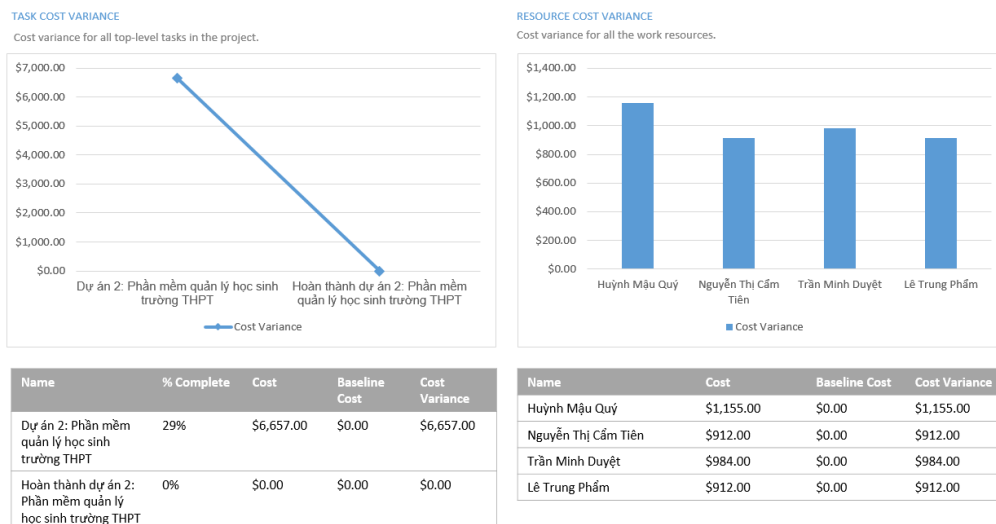 TASK COST VARIANCE
Cost variance for all top-level tasks in the project.
$7,000.00
$6,000.00
$5,000.00
$4,000.00
$3,000.00
$2,000.00
$1,000.00
$0.00
Dự án 2: Phần mềm quản lý học sinh
trường THPT
Hoàn thành dự án 2: Phần mềm
quản lý học sinh trường THPT
Cost Variance
RESOURCE COST VARIANCE
Cost variance for all the work resources.
$1,400.00
$1,200.00
$1,000.00
$800.00
$600.00
$400.00
$200.00
$0.00
Huỳnh Mậu Quý
Nguyễn Thị Cẩm
Tiên
Trần Minh Duyệt
Lê Trung Phẩm
Cost Variance
Name % Complete Cost Baseline Cost
Cost Variance
Dự án 2: Phần mềm 29% $6,657.00 $0.00 $6,657.00
quản lý học sinh
trường THPT
Hoàn thành dự án 2: 0% $0.00 $0.00 $0.00
Phần mềm quản lý
học sinh trường THPT
Name Cost Baseline Cost Cost Variance
Huỳnh Mậu Quý $1,155.00 $0.00 $1,155.00
Nguyễn Thị Cẩm Tiên $912.00 $0.00 $912.00
Trần Minh Duyệt $984.00 $0.00 $984.00
Lê Trung Phẩm $912.00 $0.00 $912.00